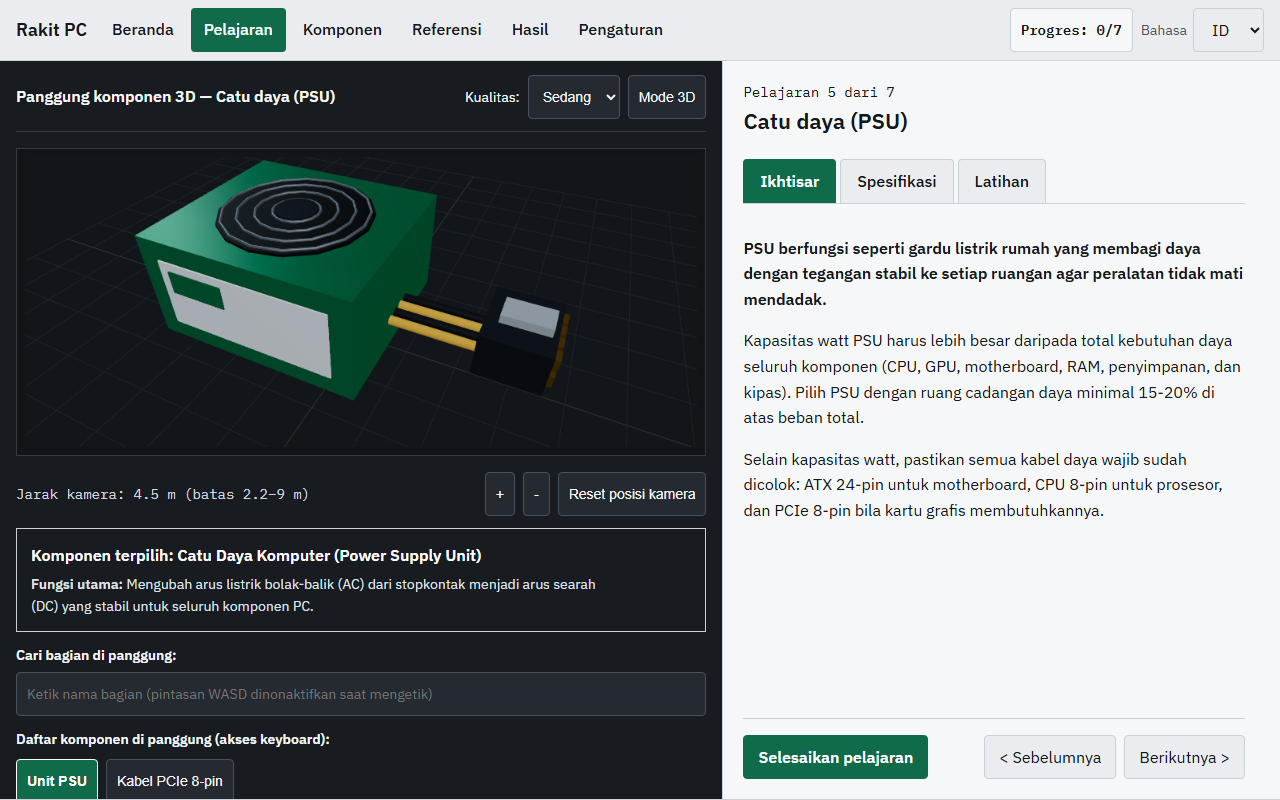 Rakit PC
Beranda
Pelajaran
Komponen
Referensi
Hasil
Pengaturan
Progres: 0/7
Bahasa
ID
Panggung komponen 3D — Catu daya (PSU)
Kualitas:
Sedang
Mode 3D
Jarak kamera: 4.5 m (batas 2.2–9 m)
+
-
Reset posisi kamera
Komponen terpilih: Catu Daya Komputer (Power Supply Unit)
Fungsi utama: Mengubah arus listrik bolak-balik (AC) dari stopkontak menjadi arus searah
(DC) yang stabil untuk seluruh komponen PC.
Cari bagian di panggung:
Ketik nama bagian (pintasan WASD dinonaktifkan saat mengetik)
Daftar komponen di panggung (akses keyboard):
Unit PSU
Kabel PCIe 8-pin
Pelajaran 5 dari 7
Catu daya (PSU)
Ikhtisar
Spesifikasi
Latihan
PSU berfungsi seperti gardu listrik rumah yang membagi daya
dengan tegangan stabil ke setiap ruangan agar peralatan tidak mati
mendadak.
Kapasitas watt PSU harus lebih besar daripada total kebutuhan daya
seluruh komponen (CPU, GPU, motherboard, RAM, penyimpanan, dan
kipas). Pilih PSU dengan ruang cadangan daya minimal 15-20% di
atas beban total.
Selain kapasitas watt, pastikan semua kabel daya wajib sudah
dicolok: ATX 24-pin untuk motherboard, CPU 8-pin untuk prosesor,
dan PCIe 8-pin bila kartu grafis membutuhkannya.
Selesaikan pelajaran
< Sebelumnya
Berikutnya >